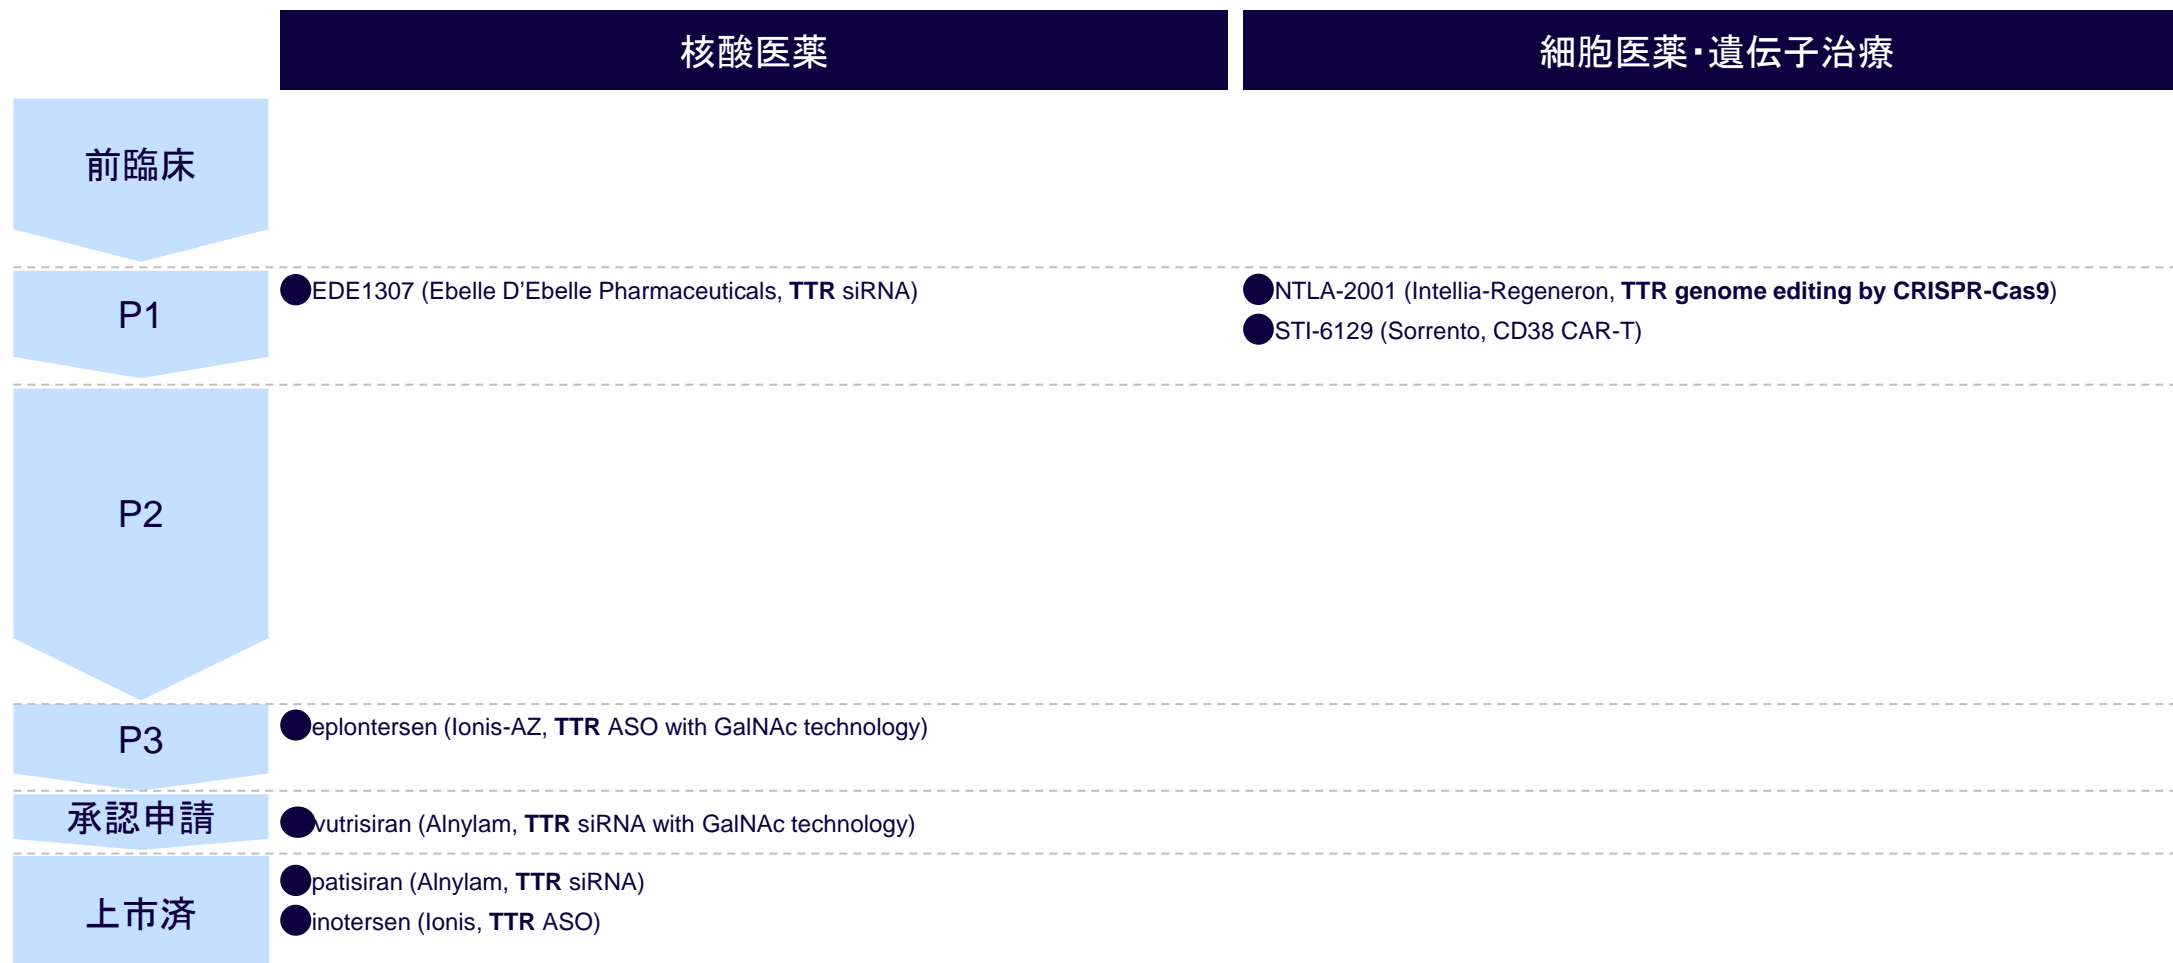 核酸医薬
細胞医薬・遺伝子治療
前臨床
P1
●EDE1307 (Ebelle D’Ebelle Pharmaceuticals, TTR siRNA)
●NTLA-2001 (Intellia-Regeneron, TTR genome editing by CRISPR-Cas9)
●STI-6129 (Sorrento, CD38 CAR-T)
P2
P3
●eplontersen (Ionis-AZ, TTR ASO with GalNAc technology)
承認申請
●vutrisiran (Alnylam, TTR siRNA with GalNAc technology)
上市済
●patisiran (Alnylam, TTR siRNA)
●inotersen (Ionis, TTR ASO)